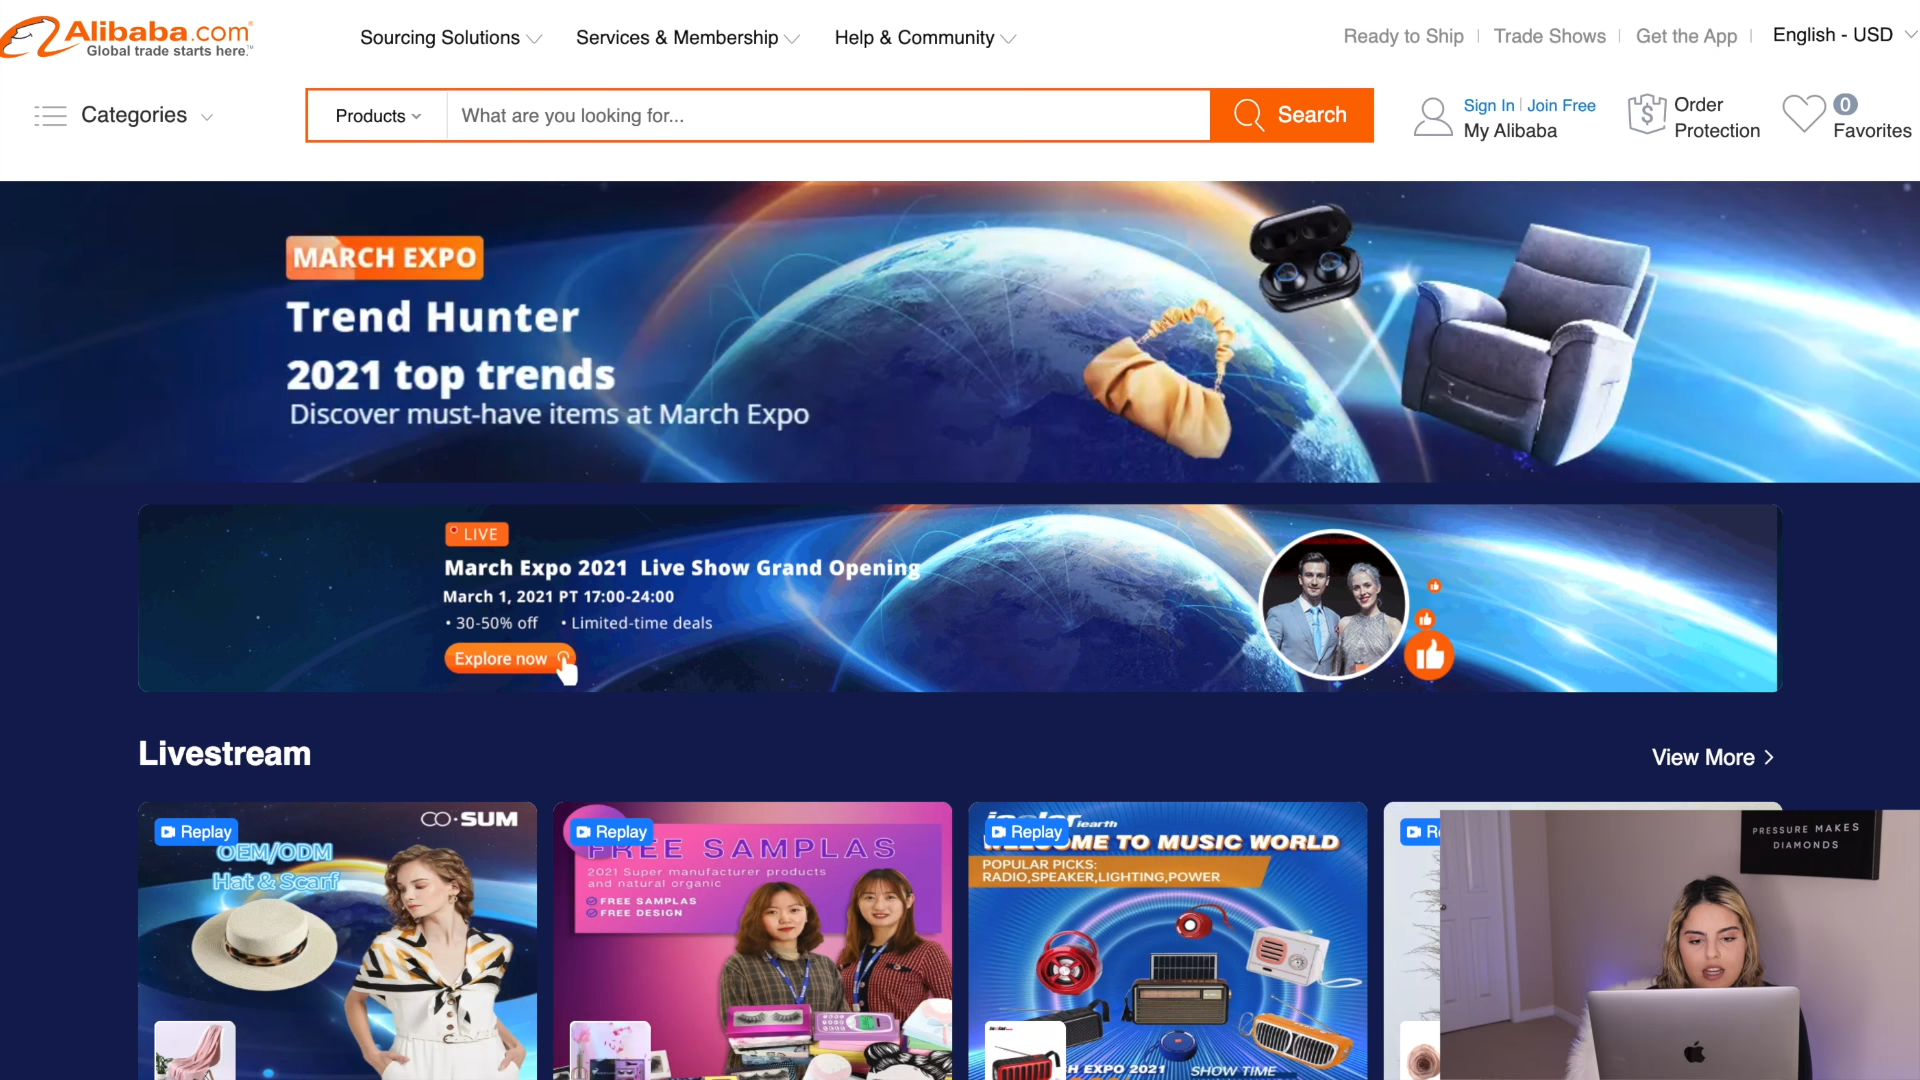 Alibaba.com
Global trade starts here.™
Sourcing Solutions
Services & Membership
Help & Community
Ready to Ship
Trade Shows
Get the App
English - USD
Categories
Products
What are you looking for...
Search
Sign In
Join Free
My Alibaba
Order
Protection
0
Favorites
MARCH EXPO
Trend Hunter
2021 top trends
Discover must-have items at March Expo
LIVE
March Expo 2021 Live Show Grand Opening
March 1, 2021 PT 17:00-24:00
• 30-50% off • Limited-time deals
Explore now
Livestream
View More
Replay
CO·SUM
OEM/ODM
Hat & Scarf
Replay
FREE SAMPLAS
2021 Super manufacturer products
and natural organic
FREE SAMPLAS
FREE DESIGN
Replay
iearth
TO MUSIC WORLD
POPULAR PICKS:
RADIO,SPEAKER,LIGHTING,POWER
EXPO 2021
SHOW TIME
PRESSURE MAKES
DIAMONDS